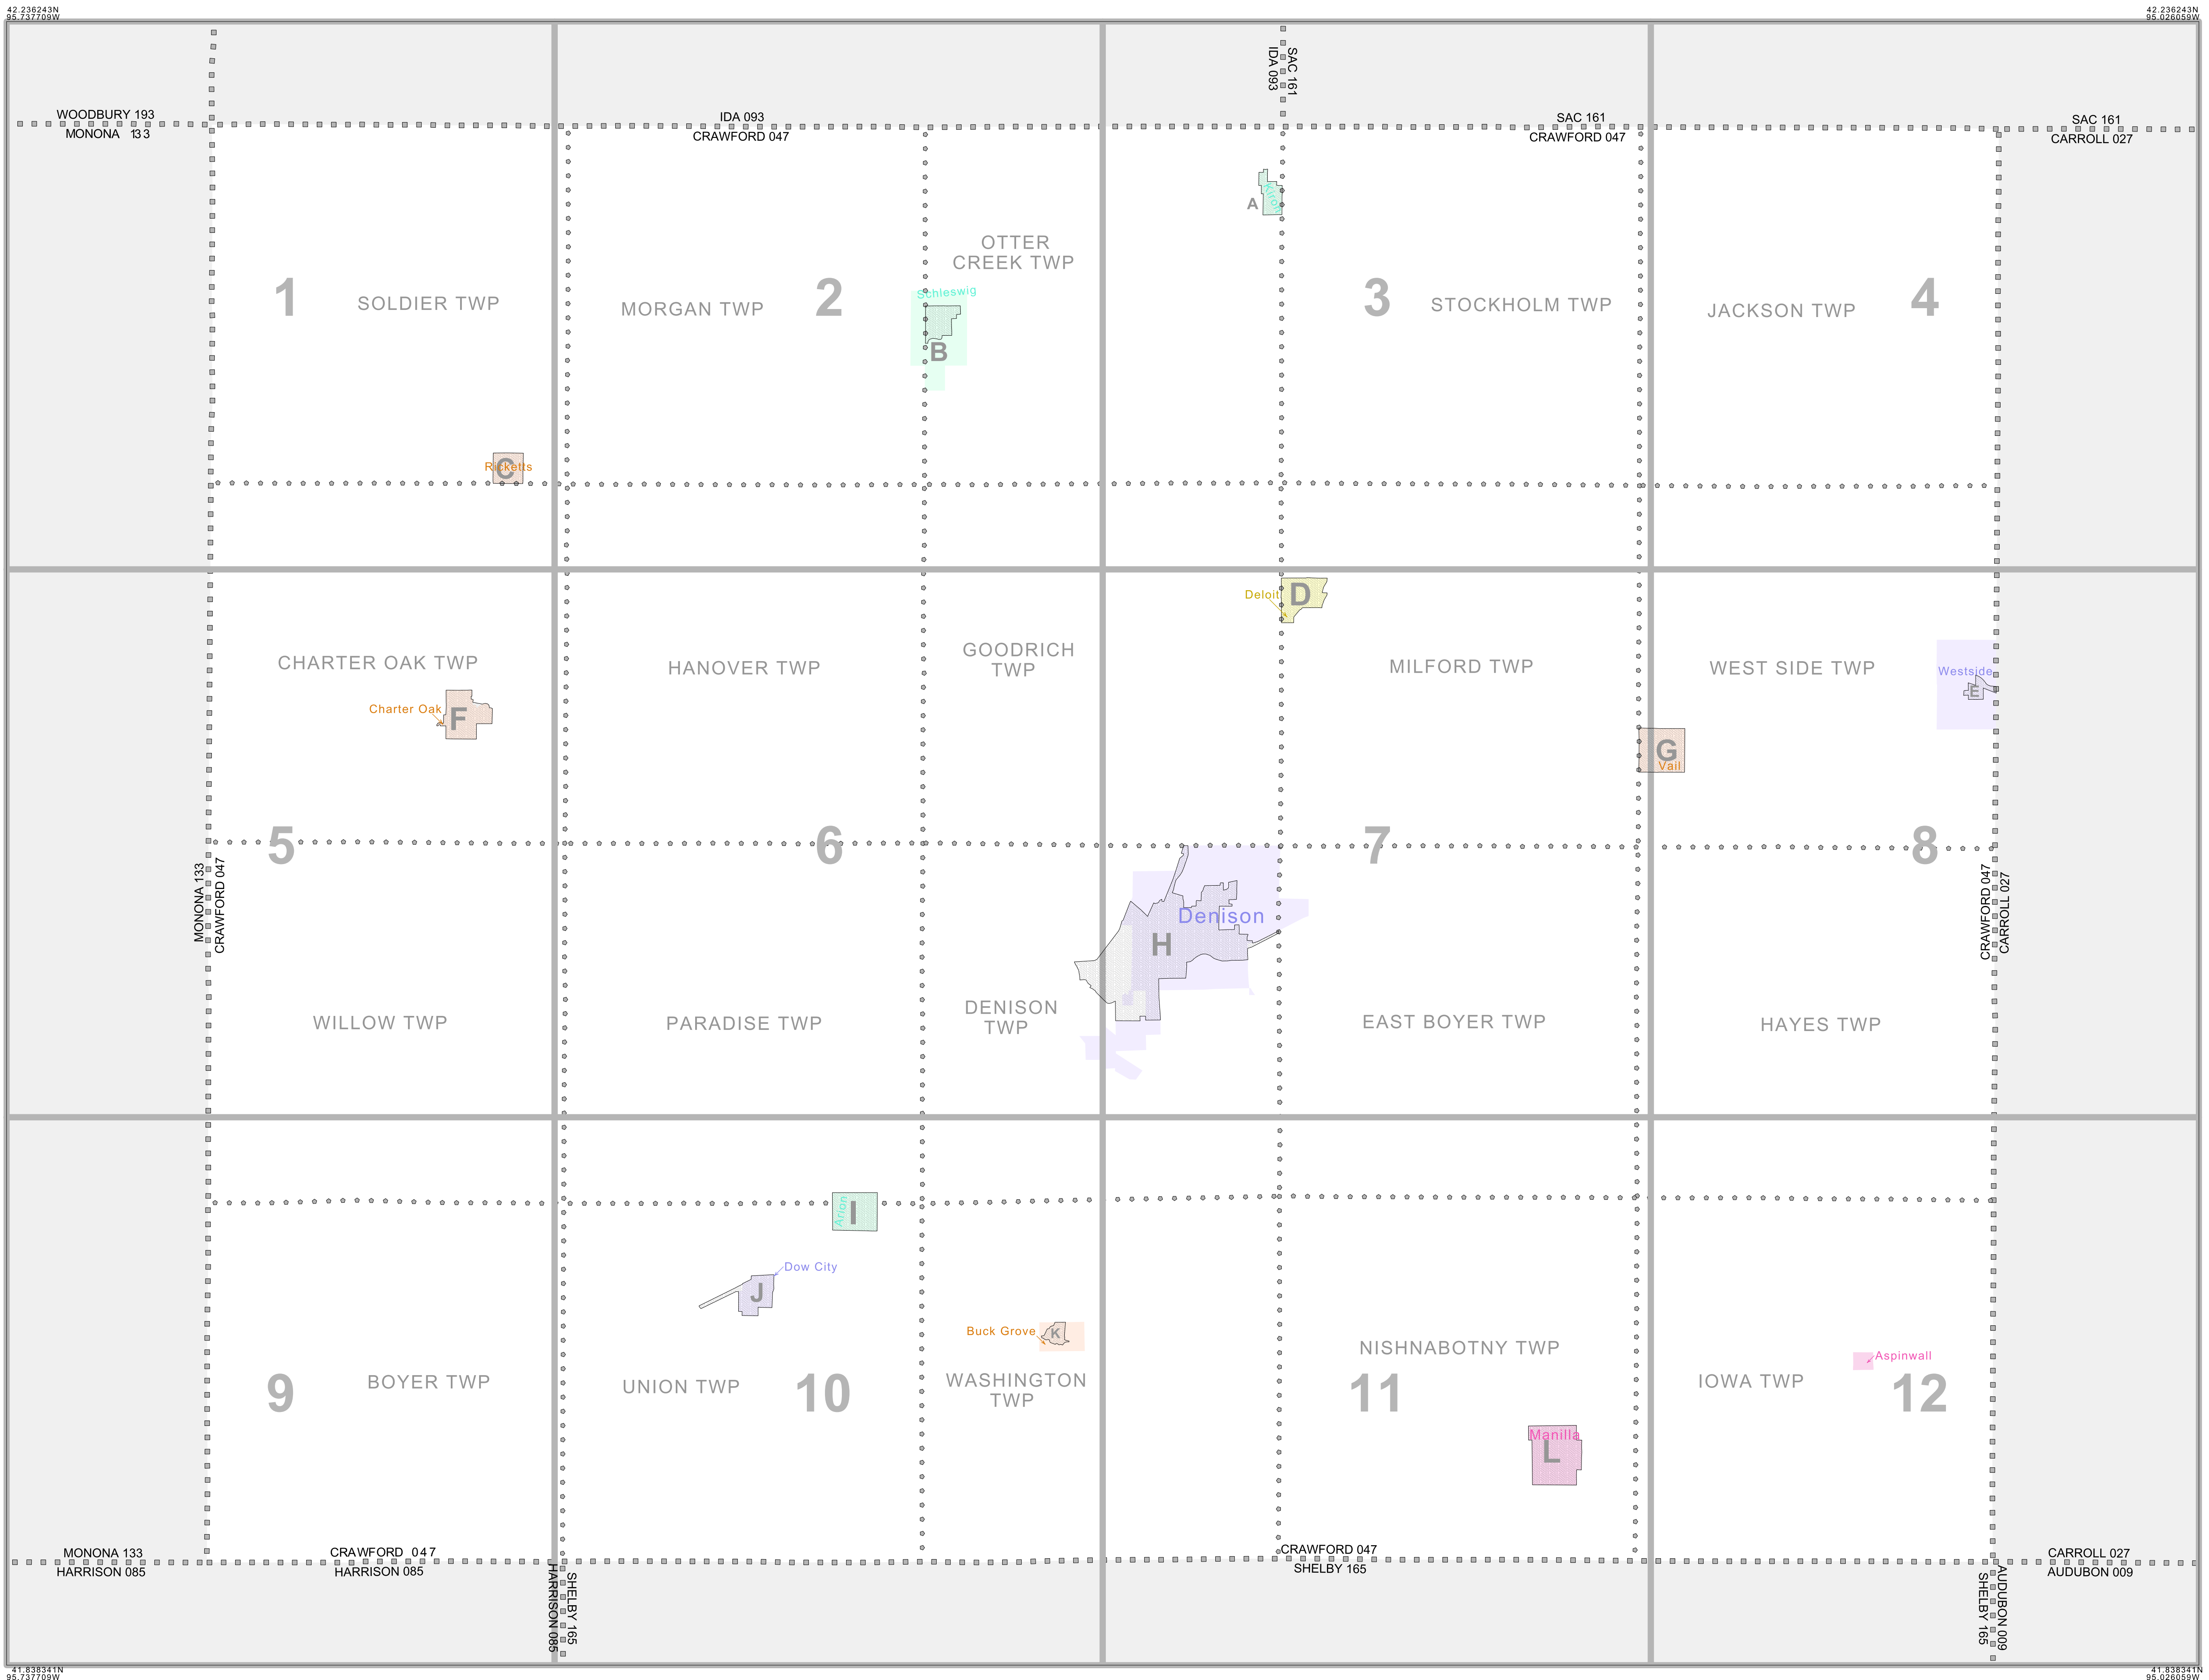 42.236243N
95.737709W
42.236243N
95.026059W
IDA 093
SAC 161
WOODBURY 193
MONONA 133
IDA 093
CRAWFORD 047
SAC 161
CRAWFORD 047
SAC 161
CARROLL 027
Kiron
A
OTTER
CREEK TWP
1
SOLDIER TWP
MORGAN TWP
2
Schleswig
B
3
STOCKHOLM TWP
JACKSON TWP
4
Ricketts
C
Deloit
D
CHARTER OAK TWP
HANOVER TWP
GOODRICH
TWP
MILFORD TWP
WEST SIDE TWP
Westside
E
Charter Oak
F
G
Vail
5
6
7
8
MONONA 133
CRAWFORD 047
Denison
H
CRAWFORD 047
CARROLL 027
WILLOW TWP
PARADISE TWP
DENISON
TWP
EAST BOYER TWP
HAYES TWP
Arion
I
Dow City
J
Buck Grove
K
NISHNABOTNY TWP
Aspinwall
9
BOYER TWP
UNION TWP
10
WASHINGTON
TWP
11
IOWA TWP
12
Manilla
L
MONONA 133
HARRISON 085
CRAWFORD 047
HARRISON 085
CRAWFORD 047
SHELBY 165
CARROLL 027
AUDUBON 009
HARRISON 085
SHELBY 165
SHELBY 165
AUDUBON 009
41.838341N
95.737709W
41.838341N
95.026059W